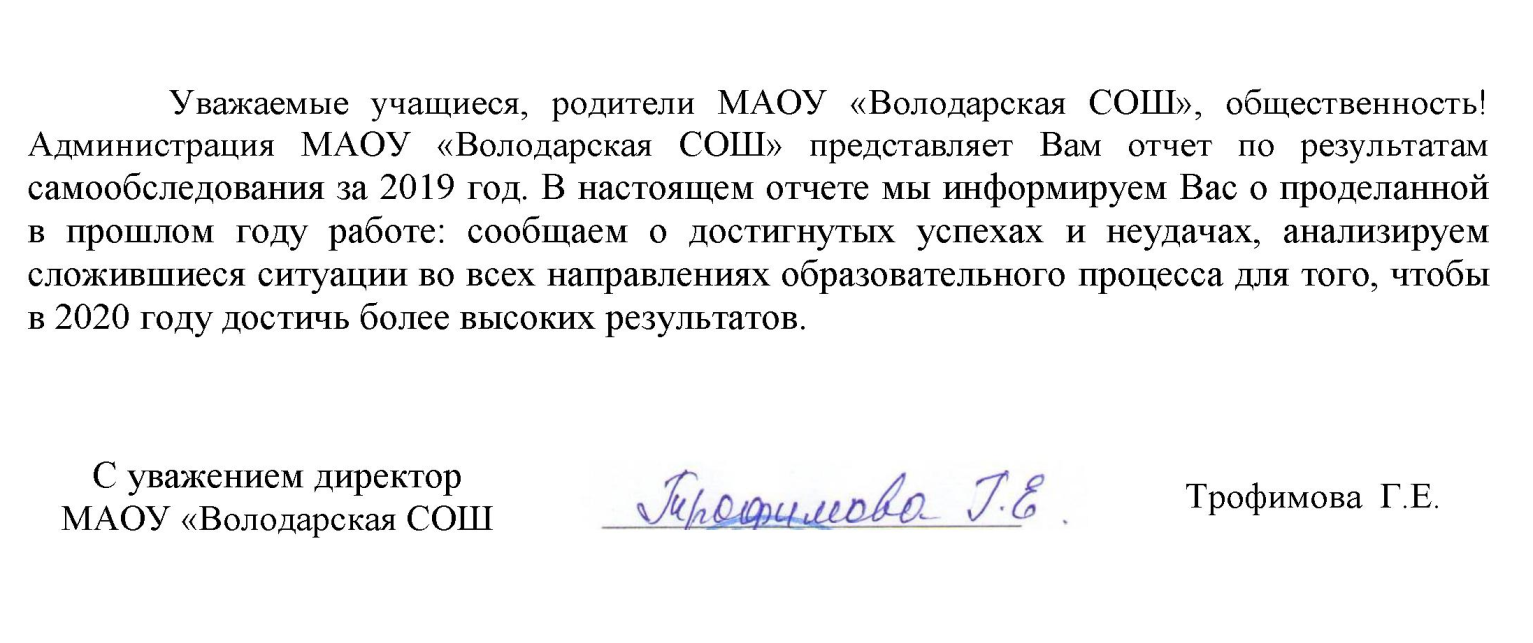 Уважаемые учащиеся, родители МАОУ «Володарская СОШ», общественность!
Администрация МАОУ «Володарская СОШ» представляет Вам отчет по результатам
самообследования за 2019 год. В настоящем отчете мы информируем Вас о проделанной
в прошлом году работе: сообщаем о достигнутых успехах и неудачах, анализируем
сложившиеся ситуации во всех направлениях образовательного процесса для того, чтобы
в 2020 году достичь более высоких результатов.
С уважением директор
МАОУ «Володарская СОШ
Трофимова Г.Е.
Трофимова Г.Е.